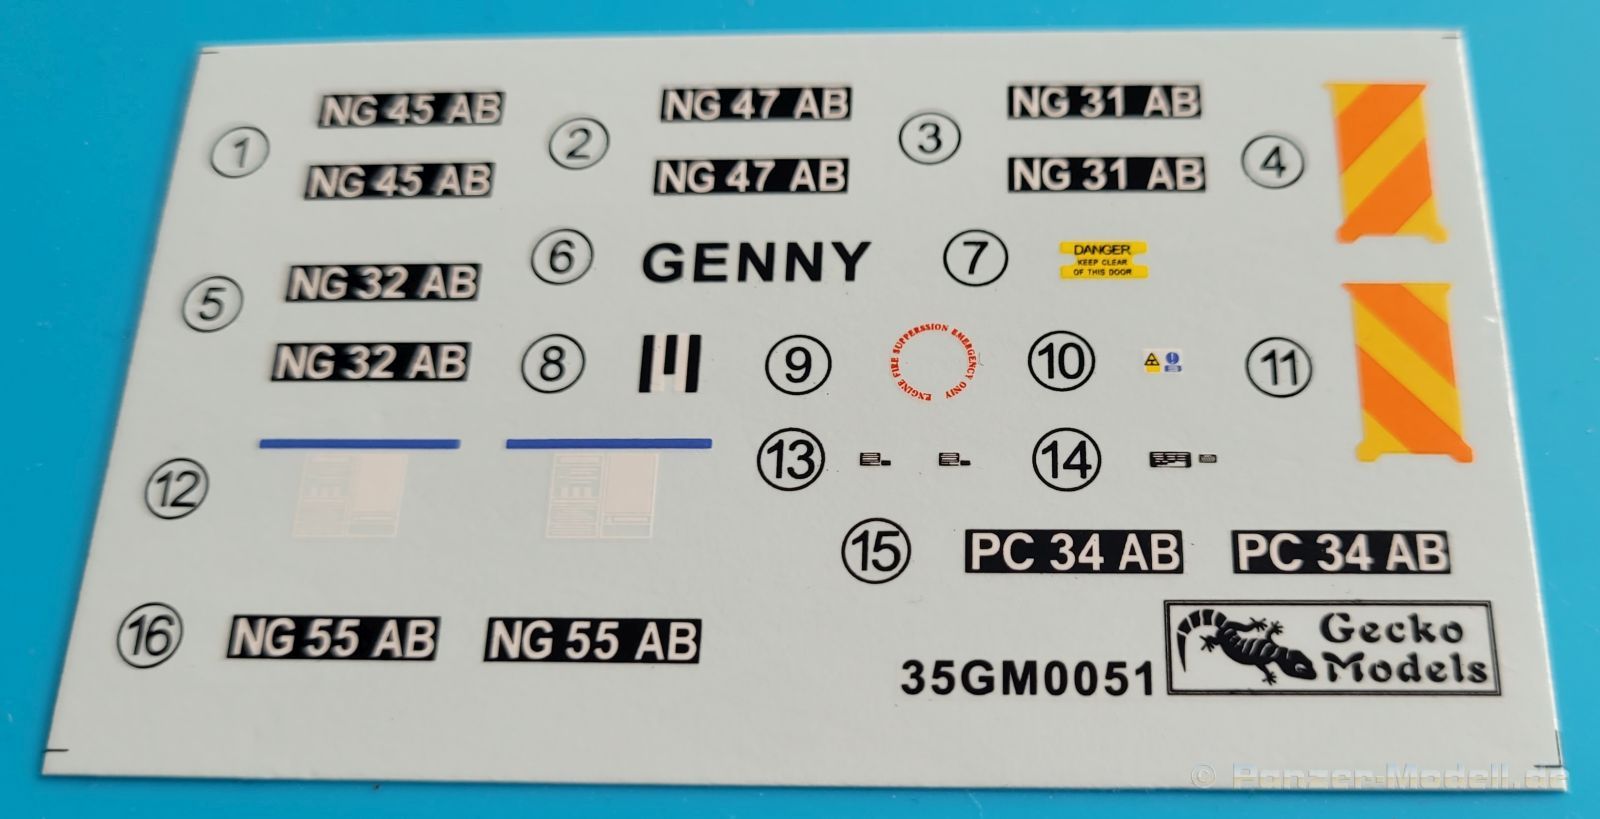 1
NG 45 AB
NG 45 AB
2
NG 47 AB
NG 47 AB
3
NG 31 AB
NG 31 AB
4
5
NG 32 AB
NG 32 AB
6
GENNY
7
DANGER
KEEP CLEAR
OF THIS DOOR
8
9
ENGINE FIRE SUPPERSSION EMERGENCY ONLY
10
11
12
13
14
15
PC 34 AB
PC 34 AB
16
NG 55 AB
NG 55 AB
35GM0051
Gecko
Models
© Panzer-Modell.de